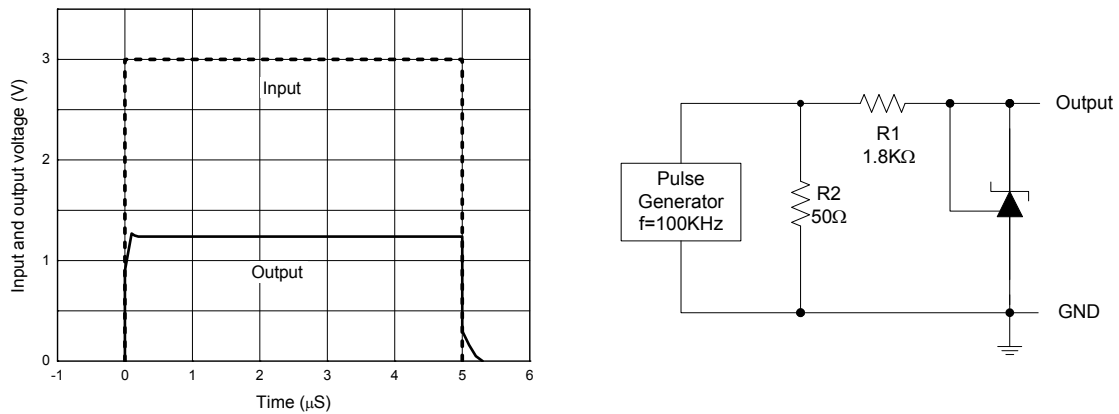 Input and output voltage (V)
3
2
1
0
Input
Output
-1 0 1 2 3 4 5 6
Time (μS)
Pulse
Generator
f=100KHz
R2
50Ω
R1
1.8KΩ
Output
GND